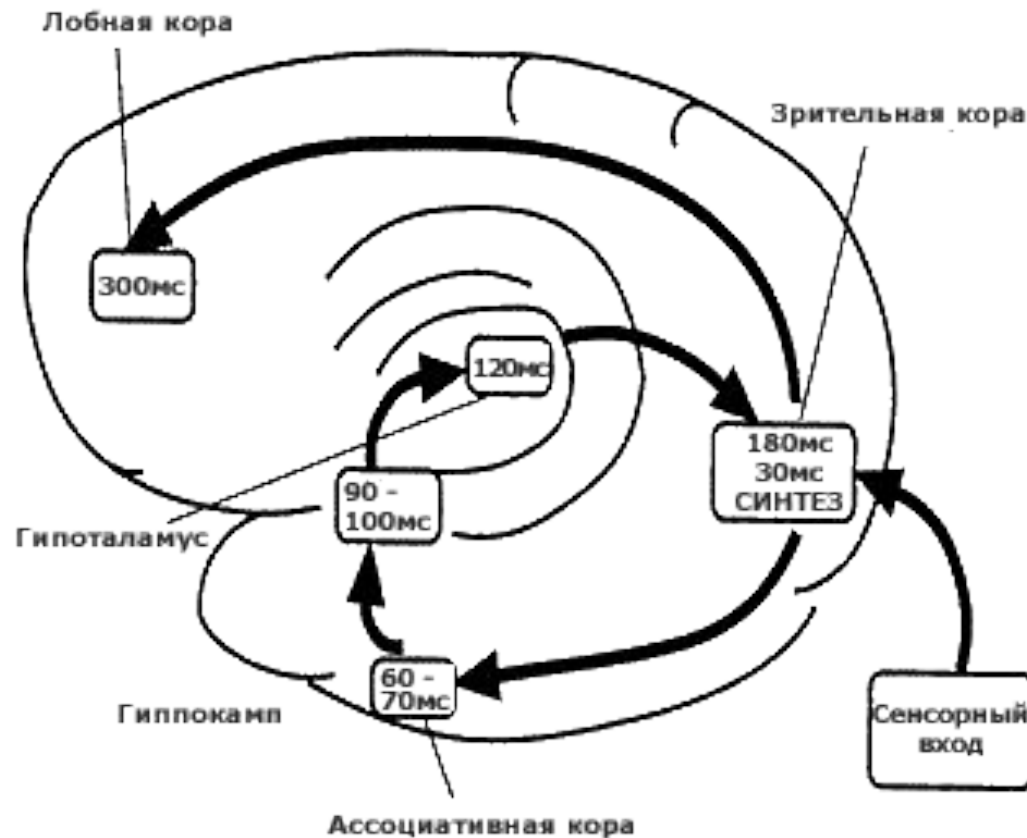 Лобная кора
Зрительная кора
300мс
120мс
180мс
30мс
СИНТЕЗ
90 -
100мс
Гипоталамус
60 -
70мс
Гиппокамп
Сенсорный
вход
Ассоциативная кора